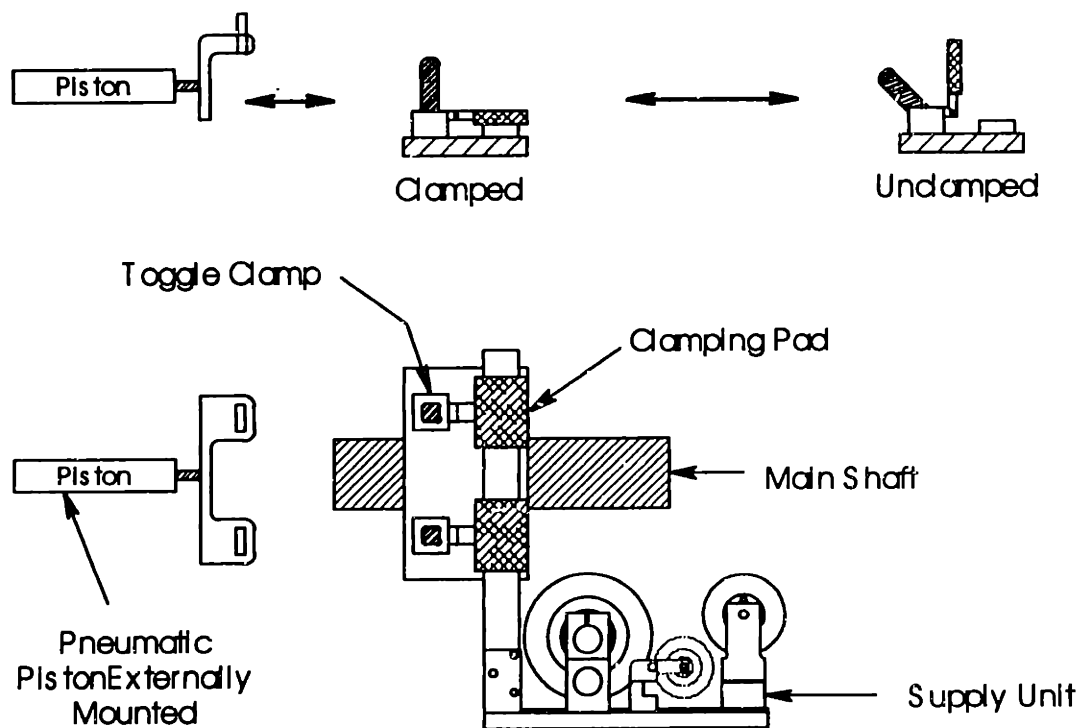 Piston
Clamped
Unclamped
Toggle Clamp
Clamping Pad
Piston
Main Shaft
Pneumatic
PistonExternally
Mounted
Supply Unit